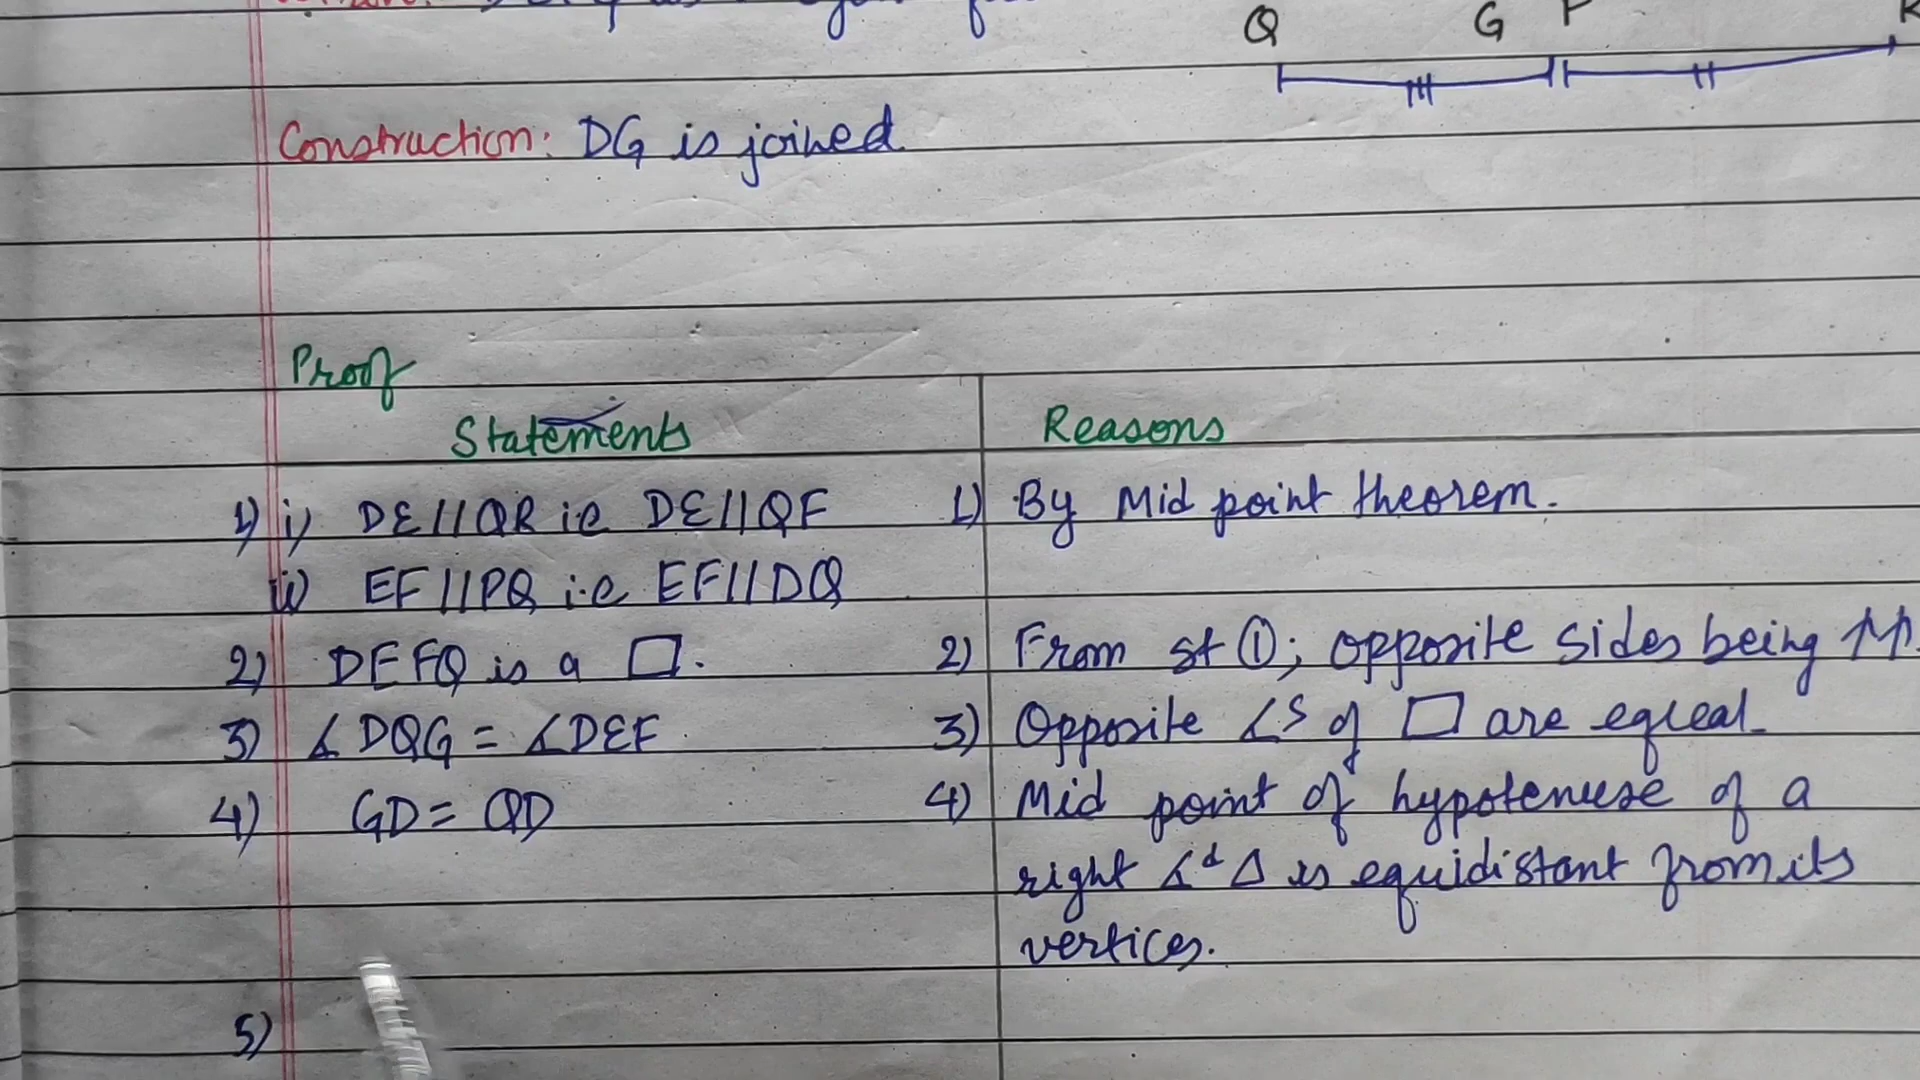 Q G F
Construction: DG is joined
Proof
Statements Reasons
1) i) DE//QR i.e DE//QF 1) By Mid point theorem.
ii) EF//PQ i.e EF//DQ
2) DEFQ is a ▱. 2) From st ①; opposite sides being
3) ∡DQG = ∡DEF 3) Opposite ∠s of ▱ are equal.
4) GD = QD 4) Mid point of hypotenuse of a
right ∡d Δ is equidistant from its
vertices.
5)